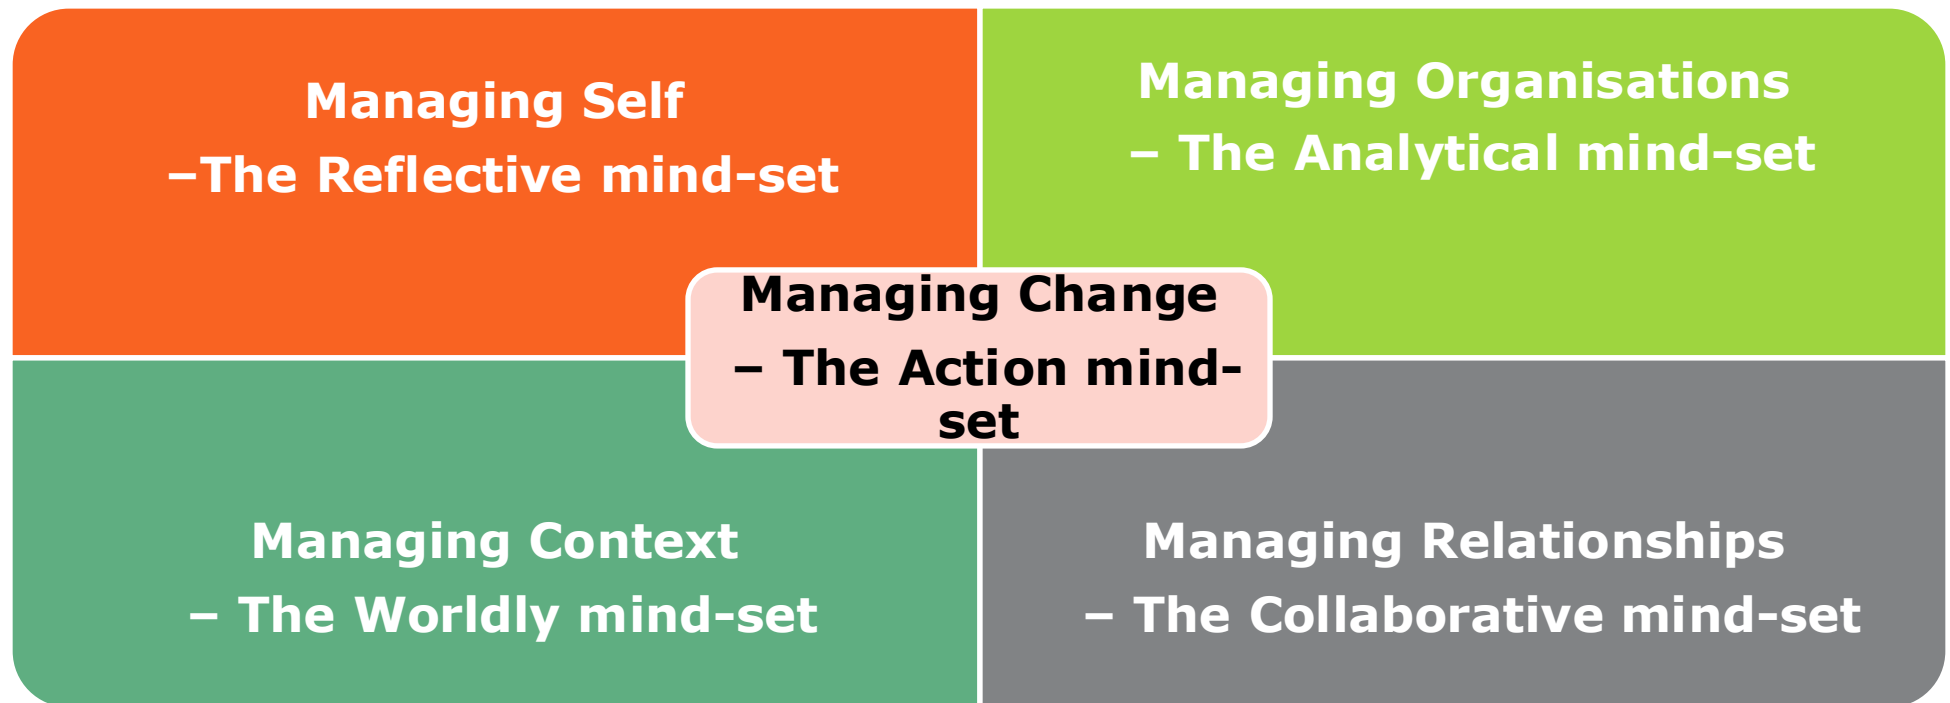 Managing Self
–The Reflective mind-set
Managing Organisations
– The Analytical mind-set
Managing Change
– The Action mind-
set
Managing Context
– The Worldly mind-set
Managing Relationships
– The Collaborative mind-set